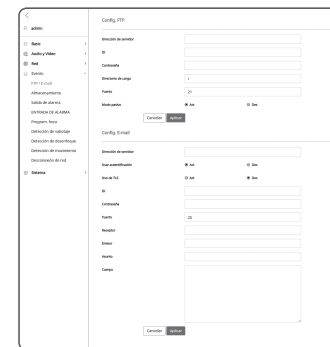 admin
Basic
Audio y Vídeo
Red
Evento
FTP / E-mail
Almacenamiento
Salida de alarma
ENTRADA DE ALARMA
Program. hora
Detección de sabotaje
Detección de desenfoque
Detección de movimiento
Desconexión de red
Sistema
Config. FTP
Dirección de servidor
ID
Contraseña
Directorio de carga /
Puerto 21
Modo pasivo Act Des
Cancelar Aplicar
Config. E-mail
Dirección de servidor
Usar autentificación Act Des
Uso de TLS Act Des
ID
Contraseña
Puerto 25
Receptor
Emisor
Asunto
Cuerpo
Cancelar Aplicar